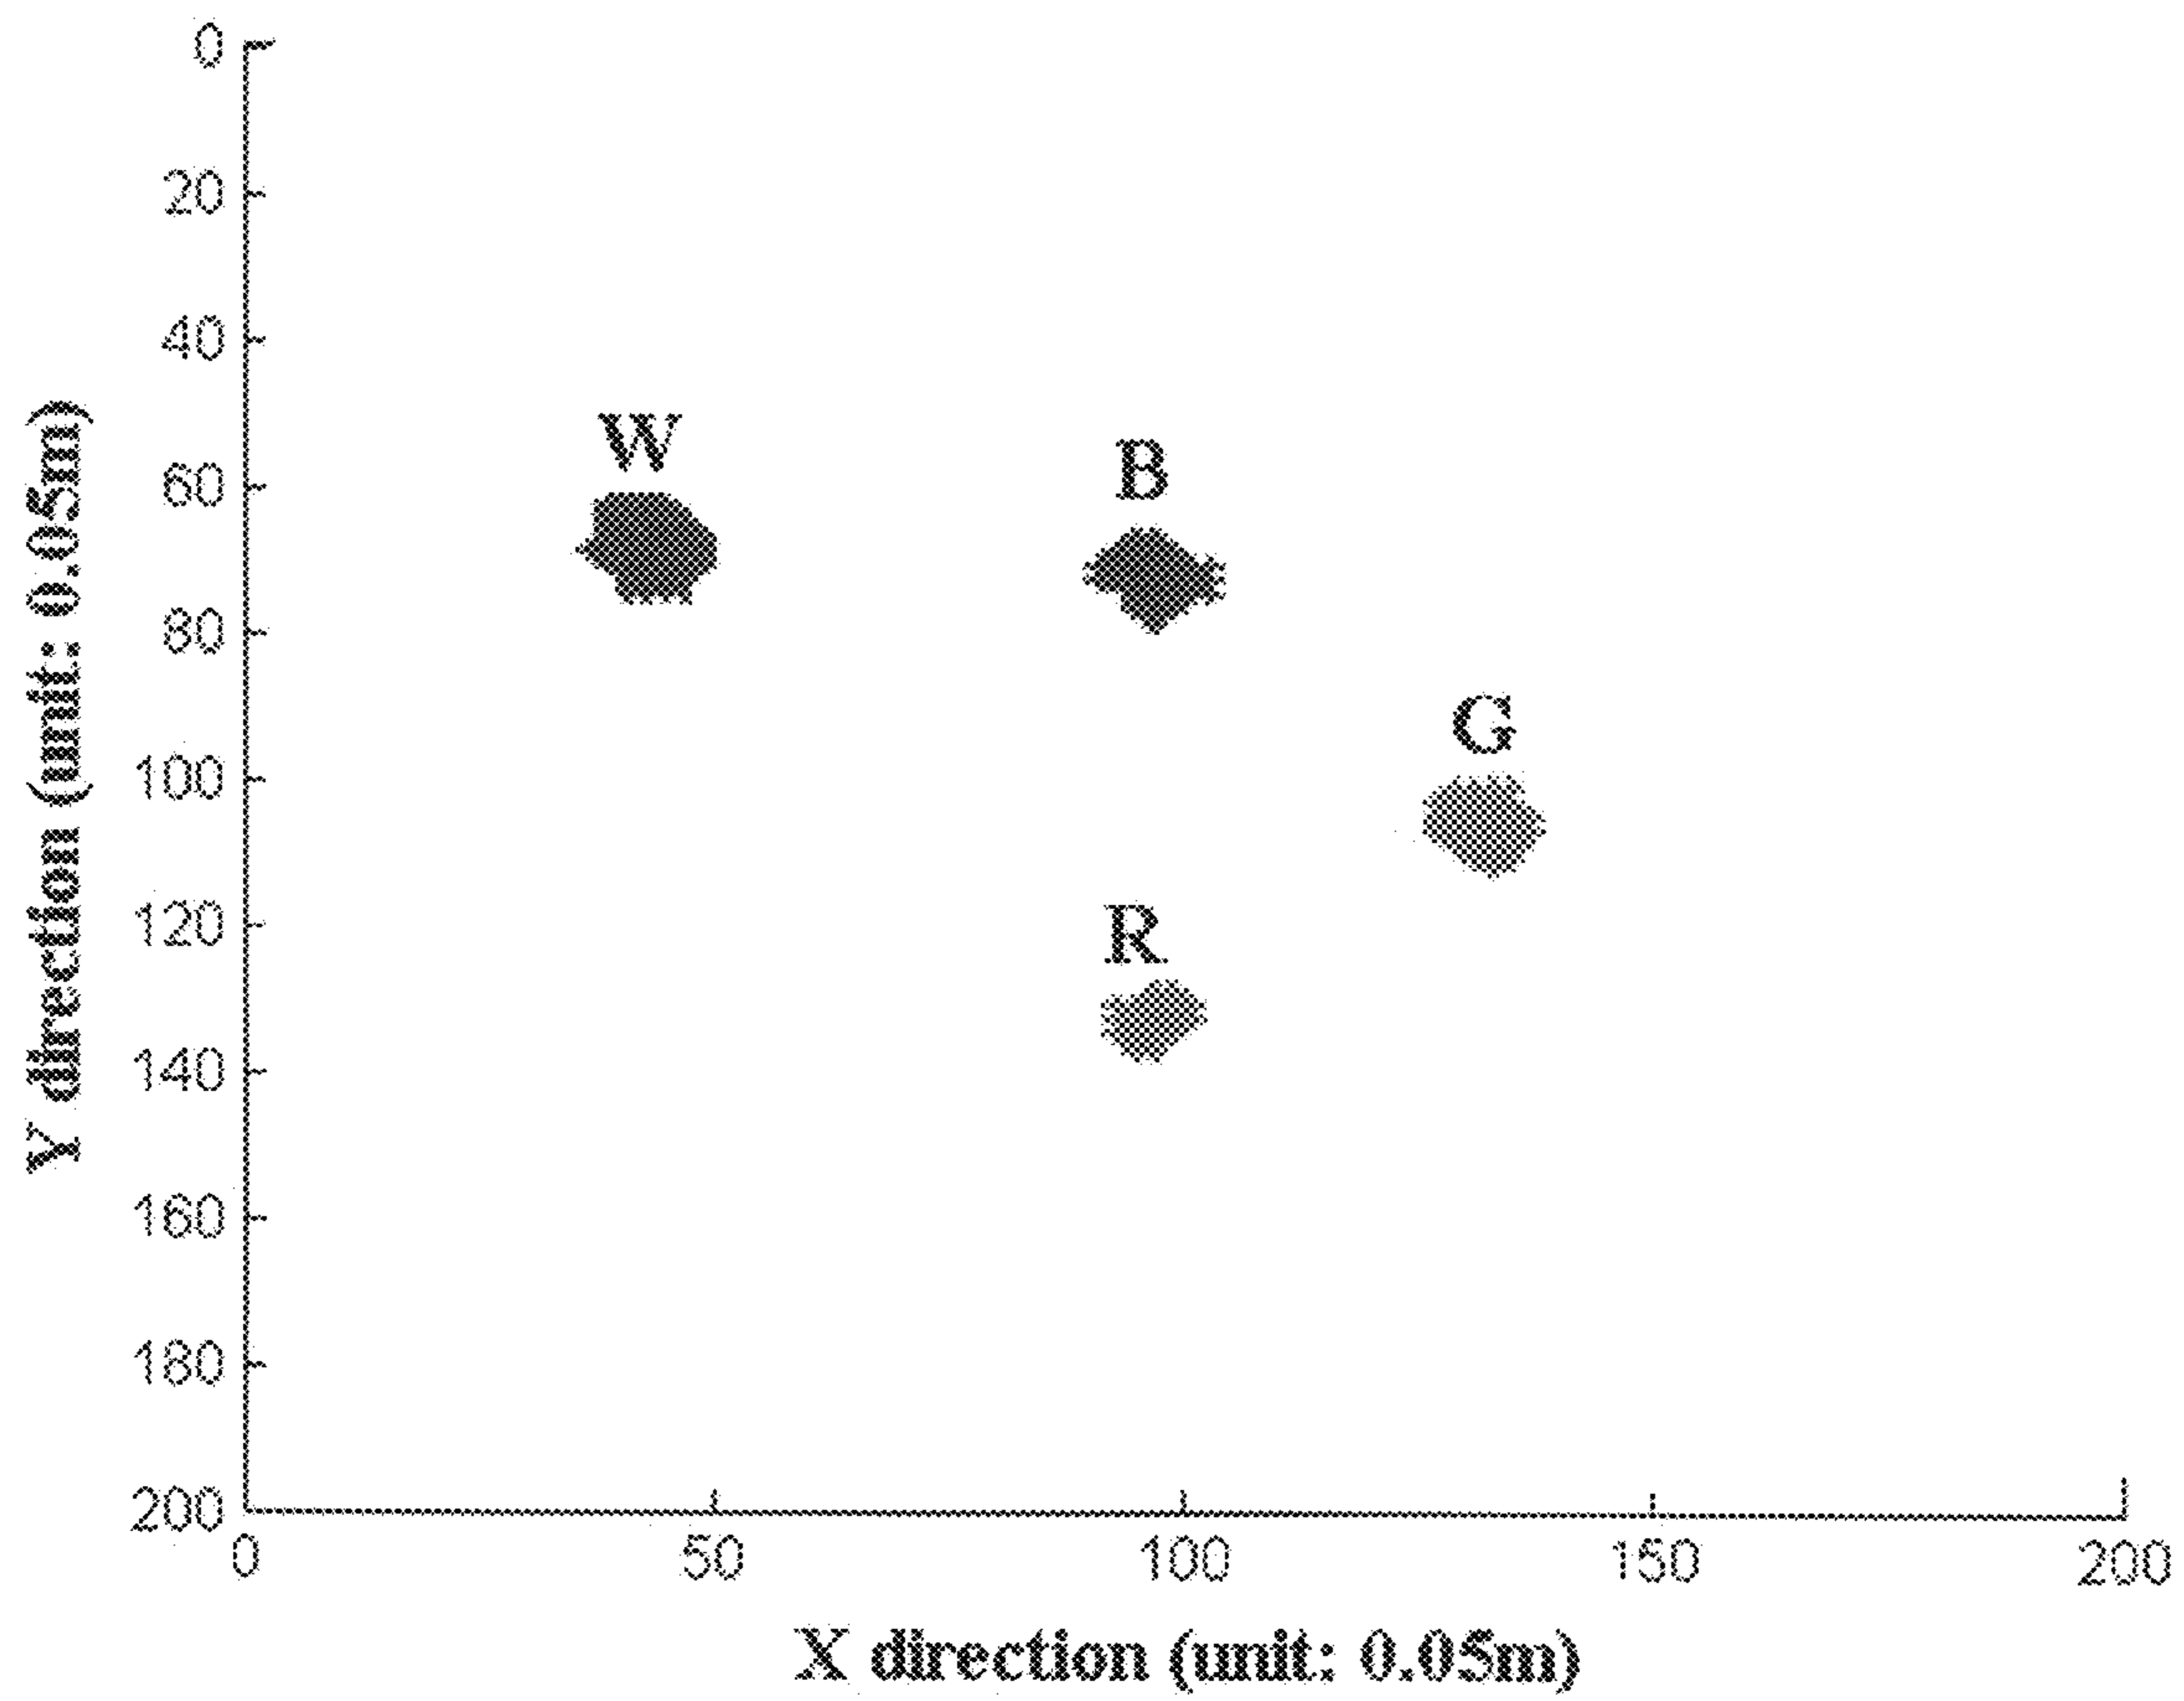 0
20
40
60
80
100
120
140
160
180
200
Y direction (unit: 0.05m)
W
B
G
R
0 50 100 150 200
X direction (unit: 0.05m)